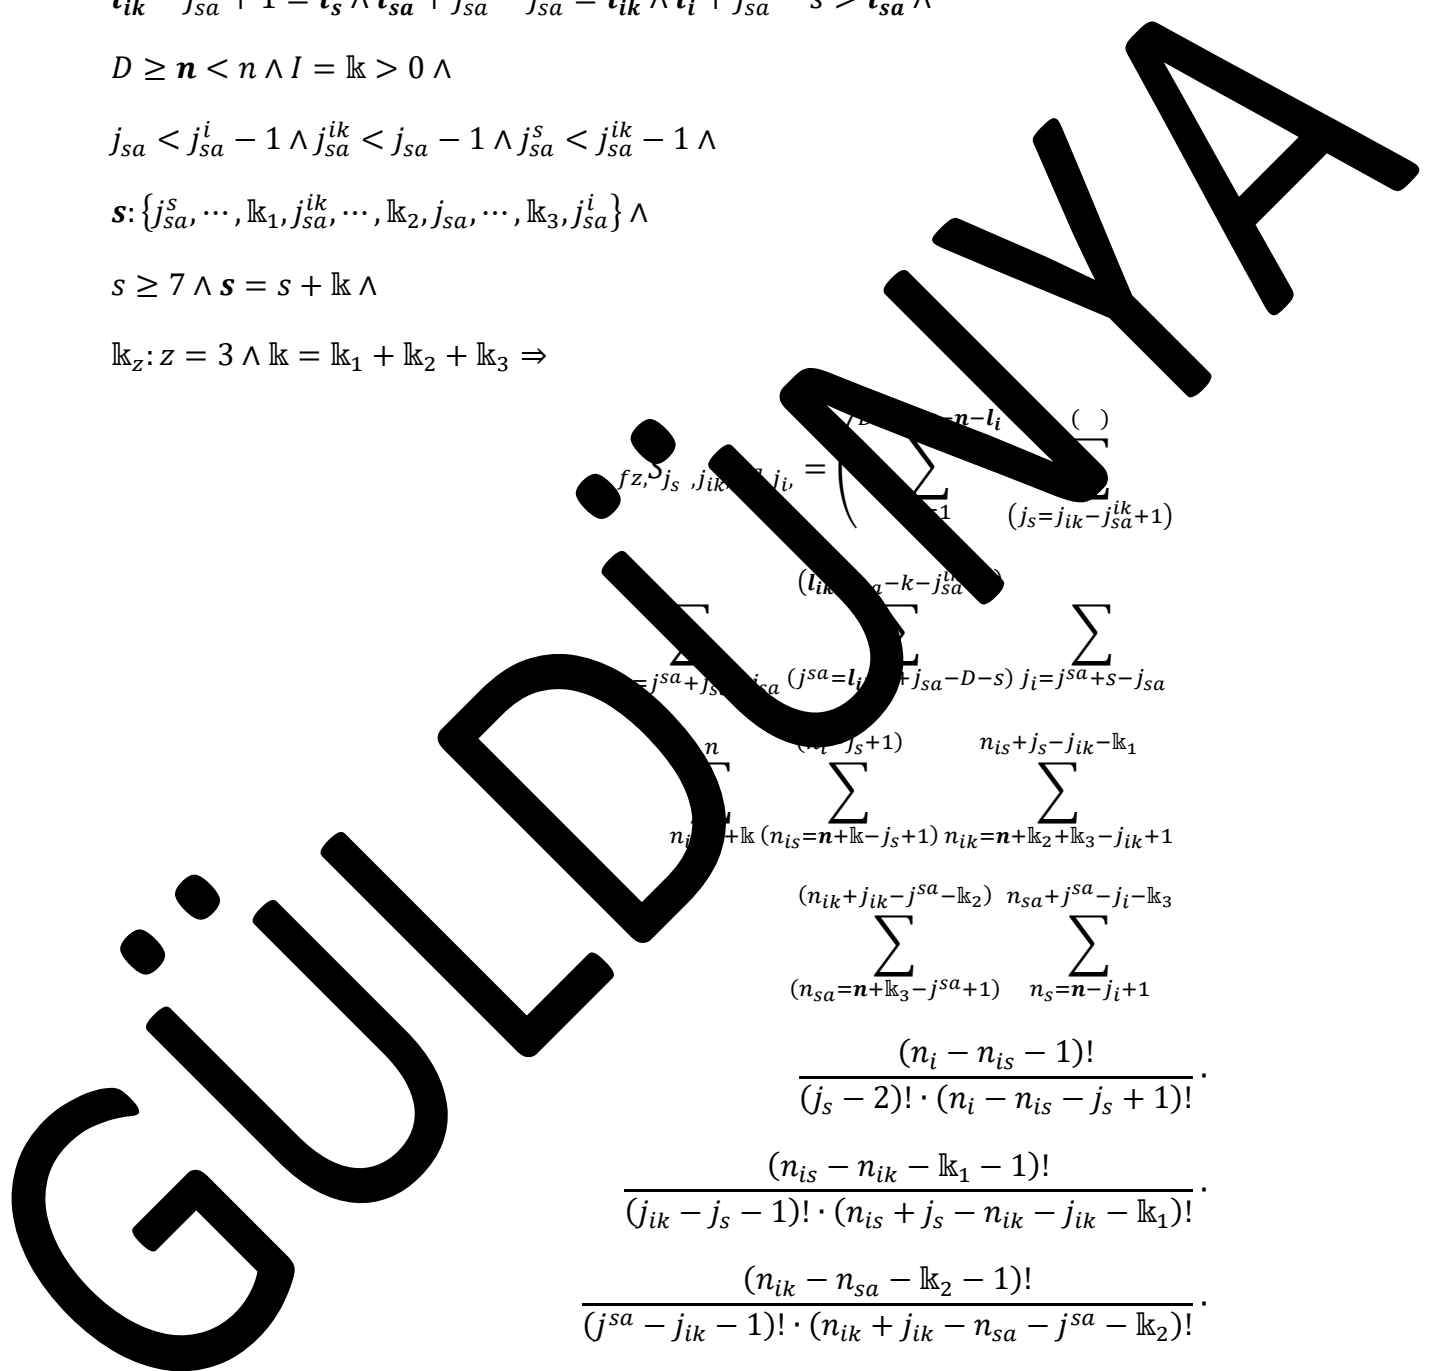 D ≥ n < n ∧ I = 𝕜 > 0 ∧
j_{sa} < j_{sa}^{i} − 1 ∧ j_{sa}^{ik} < j_{sa} − 1 ∧ j_{sa}^{s} < j_{sa}^{ik} − 1 ∧
s: {j_{sa}^{s}, ⋯ , 𝕜_1, j_{sa}^{ik}, ⋯ , 𝕜_2, j_{sa}, ⋯ , 𝕜_3, j_{sa}^{i}} ∧
s ≥ 7 ∧ s = s + 𝕜 ∧
𝕜_z: z = 3 ∧ 𝕜 = 𝕜_1 + 𝕜_2 + 𝕜_3 ⇒
n−l_i ( )
= ( ∑ ∑
(j_s=j_{ik}−j_{sa}^{ik}+1)
∑ ∑ ∑
+j_{sa}−D−s) j_i=j^{sa}+s−j_{sa}
n j_s+1) n_{is}+j_s−j_{ik}−𝕜_1
∑ ∑ ∑
+𝕜 (n_{is}=n+𝕜−j_s+1) n_{ik}=n+𝕜_2+𝕜_3−j_{ik}+1
(n_{ik}+j_{ik}−j^{sa}−𝕜_2) n_{sa}+j^{sa}−j_i−𝕜_3
∑ ∑
(n_{sa}=n+𝕜_3−j^{sa}+1) n_s=n−j_i+1
(n_i − n_{is} − 1)!
(j_s − 2)! · (n_i − n_{is} − j_s + 1)! ·
(n_{is} − n_{ik} − 𝕜_1 − 1)!
(j_{ik} − j_s − 1)! · (n_{is} + j_s − n_{ik} − j_{ik} − 𝕜_1)! ·
(n_{ik} − n_{sa} − 𝕜_2 − 1)!
(j^{sa} − j_{ik} − 1)! · (n_{ik} + j_{ik} − n_{sa} − j^{sa} − 𝕜_2)! ·
GÜLDÜNYA